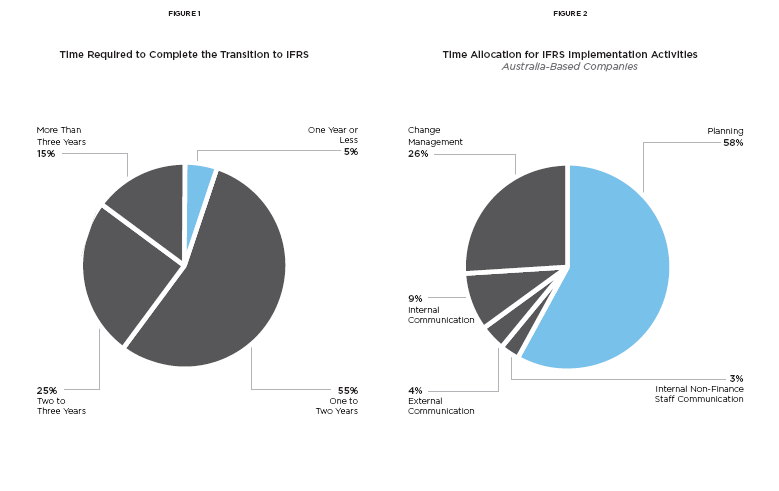 FIGURE 1
Time Required to Complete the Transition to IFRS
More Than
Three Years
15%
One Year or
Less
5%
25%
Two to
Three Years
55%
One to
Two Years
FIGURE 2
Time Allocation for IFRS Implementation Activities
Australia-Based Companies
Change
Management
26%
Planning
58%
9%
Internal
Communication
4%
External
Communication
3%
Internal Non-Finance
Staff Communication